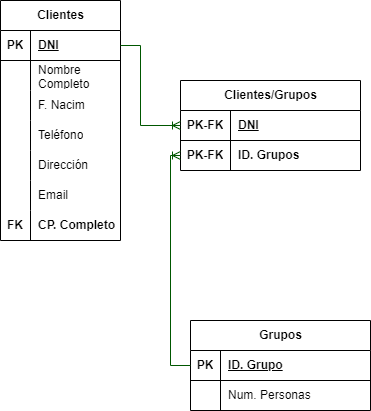 Clientes
PK DNI
Nombre
Completo
F. Nacim
Teléfono
Dirección
Email
FK CP. Completo
Clientes/Grupos
PK-FK DNI
PK-FK ID. Grupos
Grupos
PK ID. Grupo
Num. Personas